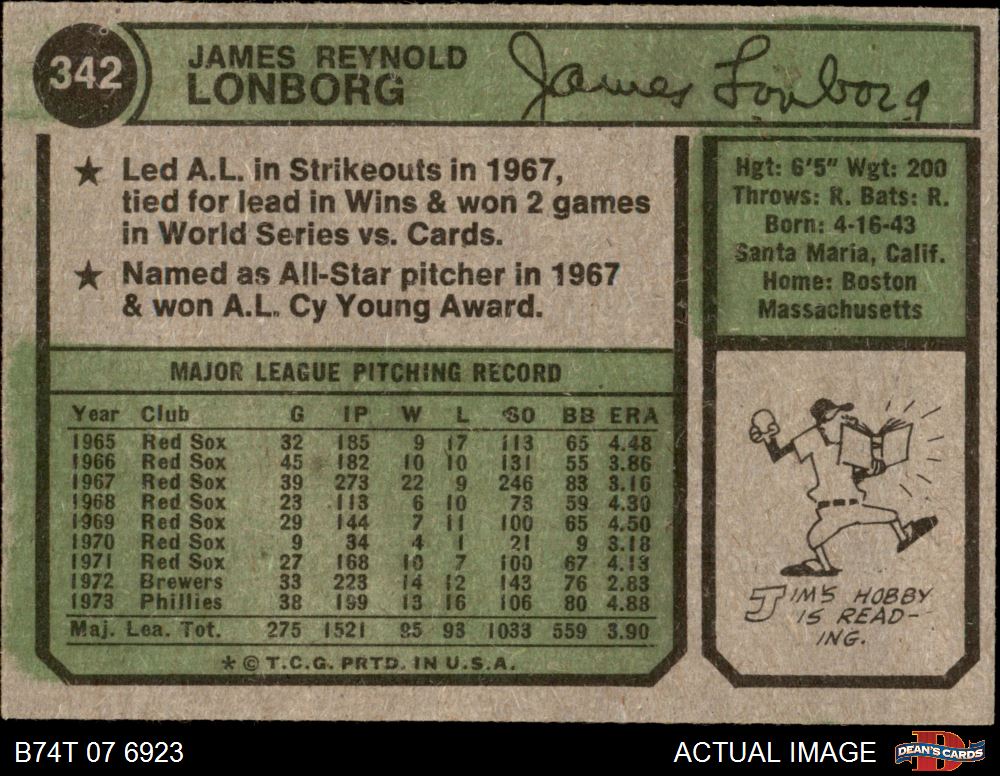 342
JAMES REYNOLD
LONBORG
James Lonborg
★ Led A.L. in Strikeouts in 1967,
tied for lead in Wins & won 2 games
in World Series vs. Cards.
★ Named as All-Star pitcher in 1967
& won A.L. Cy Young Award.
Hgt: 6'5" Wgt: 200
Throws: R. Bats: R.
Born: 4-16-43
Santa Maria, Calif.
Home: Boston
Massachusetts
MAJOR LEAGUE PITCHING RECORD
Year Club G IP W L SO BB ERA
1965 Red Sox 32 185 9 17 113 65 4.48
1966 Red Sox 45 182 10 10 131 55 3.86
1967 Red Sox 39 273 22 9 246 83 3.16
1968 Red Sox 23 113 6 10 73 59 4.30
1969 Red Sox 29 144 7 11 100 65 4.50
1970 Red Sox 9 34 4 1 21 9 3.18
1971 Red Sox 27 168 10 7 100 67 4.13
1972 Brewers 33 223 14 12 143 76 2.83
1973 Phillies 38 199 13 16 106 80 4.88
Maj. Lea. Tot. 275 1521 95 93 1033 559 3.90
* © T.C.G. PRTD. IN U.S.A.
JIM'S HOBBY
IS READ-
ING.
B74T 07 6923
ACTUAL IMAGE
DEAN'S CARDS